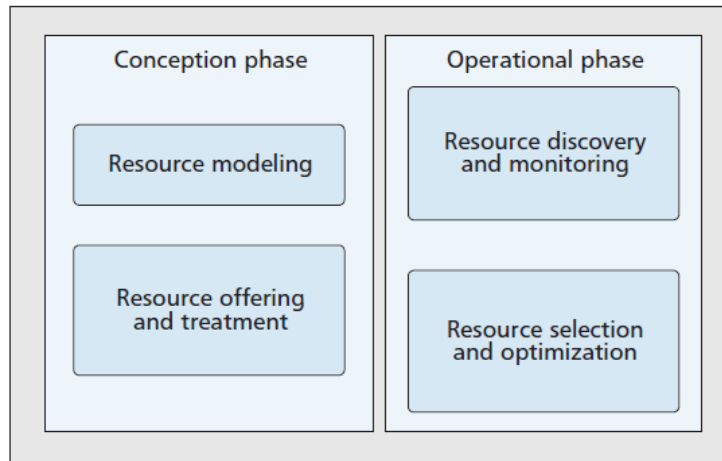 Conception phase
Resource modeling
Resource offering
and treatment
Operational phase
Resource discovery
and monitoring
Resource selection
and optimization